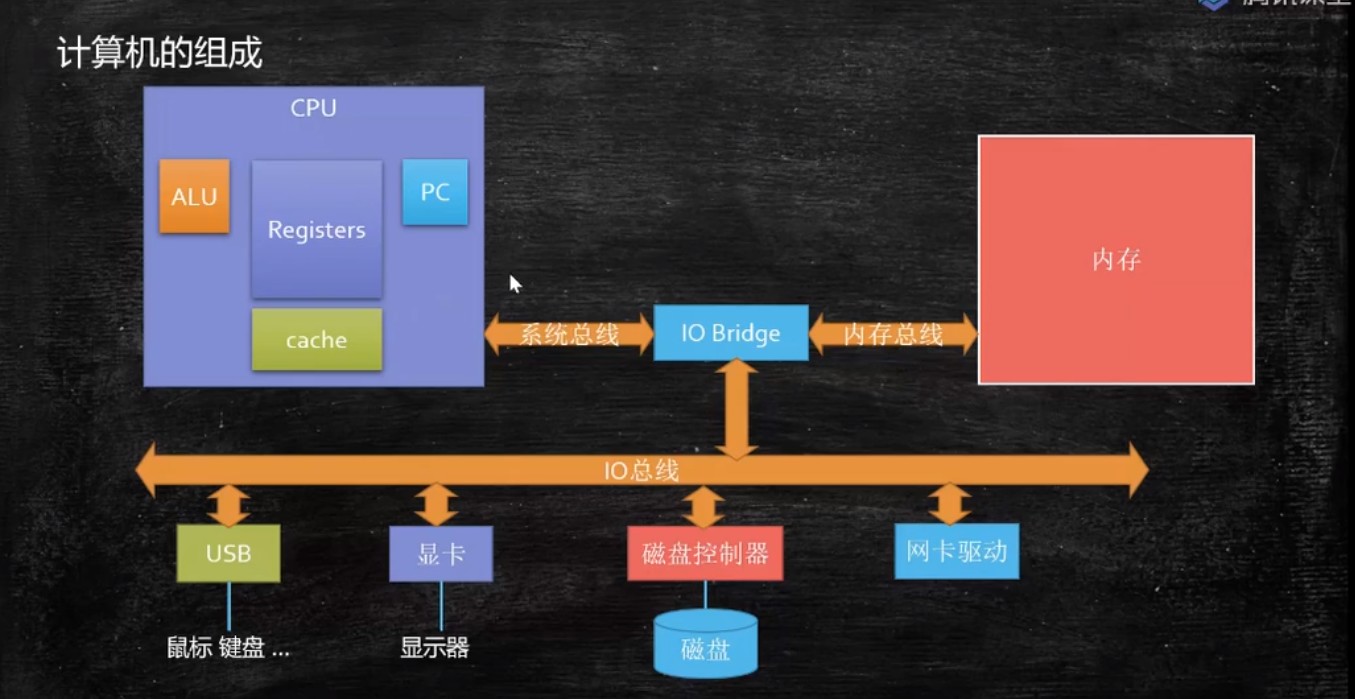 计算机的组成
CPU
ALU
Registers
PC
cache
系统总线
IO Bridge
内存总线
内存
IO总线
USB
显卡
磁盘控制器
网卡驱动
鼠标 键盘 ...
显示器
磁盘